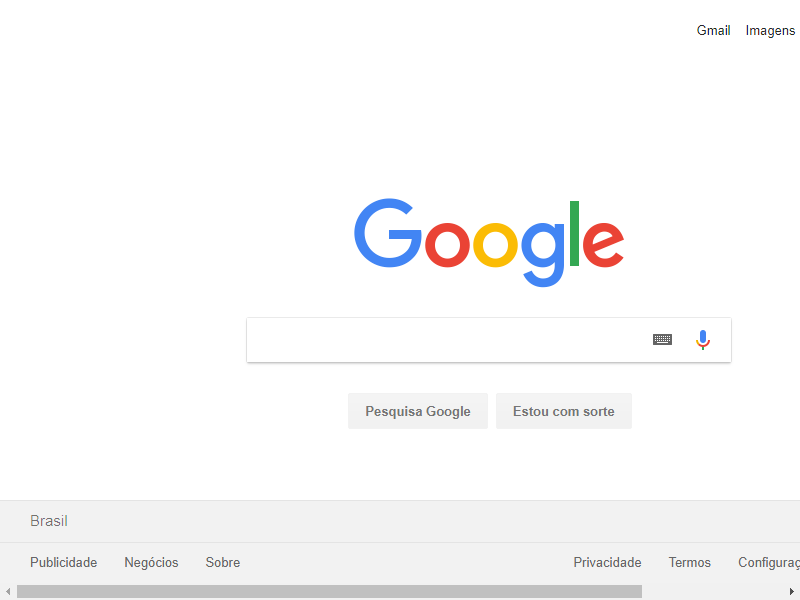 Gmail Imagens
Google
Pesquisa Google Estou com sorte
Brasil
Publicidade Negócios Sobre Privacidade Termos Configuraç